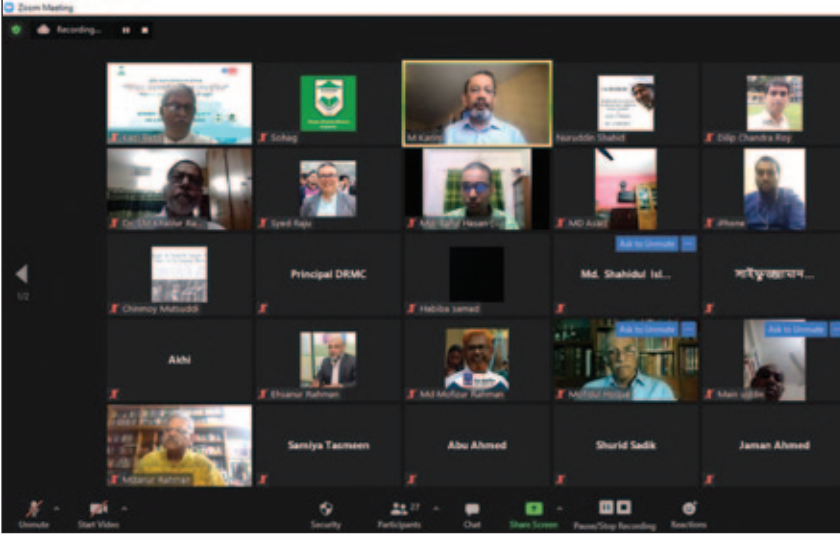 Zoom Meeting
Recording...
Sohag
M Karim
Nuruddin Shahid
Dilip Chandra Roy
Syed Raju
Hasan
MD Asad
iPhone
Ask to Unmute
Chinmoy Mutsuddi
Principal DRMC
Habiba samad
Md. Shahidul Isl...
1/2
Ask to Unmute
Ask to Unmute
Akhi
Ehsanur Rahman
Md Mofizur Rahman
Mofidul Hoque
Main uddin
Samiya Tasmeen
Abu Ahmed
Shurid Sadik
Jaman Ahmed
Rahman
27
Unmute
Start Video
Security
Participants
Chat
Share Screen
Pause/Stop Recording
Reactions